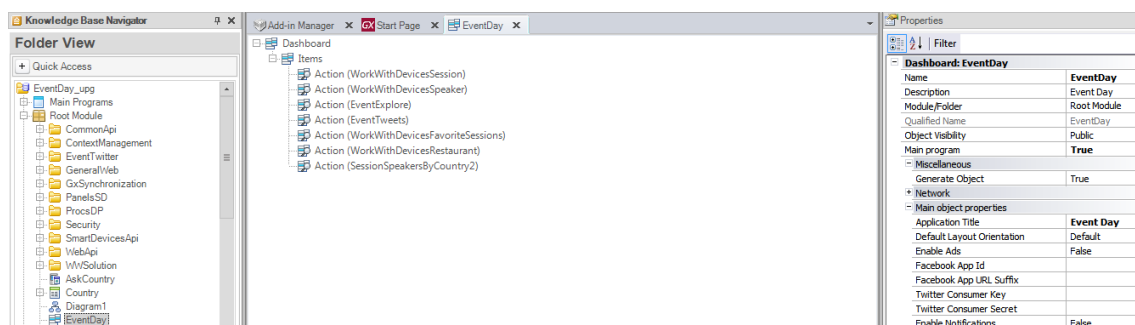 Knowledge Base Navigator
Folder View
+ Quick Access
EventDay_upg
Main Programs
Root Module
CommonApi
ContextManagement
EventTwitter
GeneralWeb
GxSynchronization
PanelsSD
ProcsDP
Security
SmartDevicesApi
WebApi
WWSolution
AskCountry
Country
Diagram1
EventDay
Add-in Manager x GX Start Page x EventDay x
Dashboard
Items
Action (WorkWithDevicesSession)
Action (WorkWithDevicesSpeaker)
Action (EventExplore)
Action (EventTweets)
Action (WorkWithDevicesFavoriteSessions)
Action (WorkWithDevicesRestaurant)
Action (SessionSpeakersByCountry2)
Properties
Filter
Dashboard: EventDay
Name EventDay
Description Event Day
Module/Folder Root Module
Qualified Name EventDay
Object Visibility Public
Main program True
Miscellaneous
Generate Object True
Network
Main object properties
Application Title Event Day
Default Layout Orientation Default
Enable Ads False
Facebook App Id
Facebook App URL Suffix
Twitter Consumer Key
Twitter Consumer Secret
Enable Notifications False